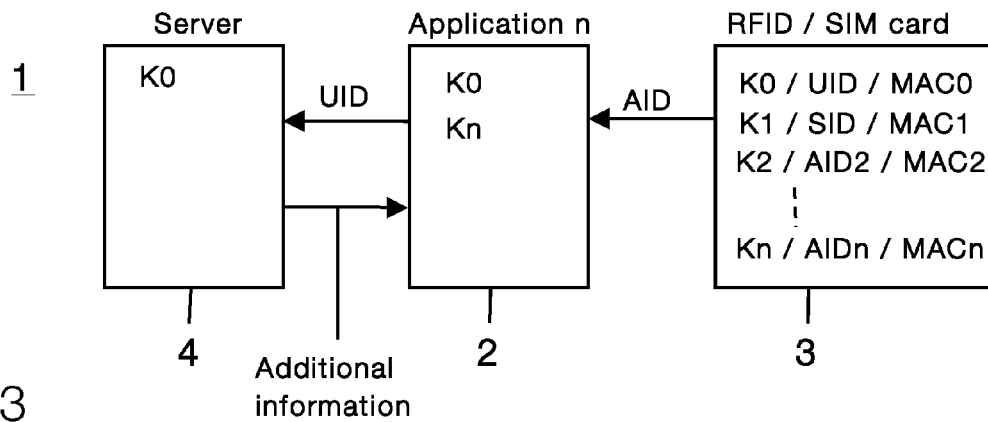 Server
Application n
RFID / SIM card
1
K0
UID
K0
Kn
AID
K0 / UID / MAC0
K1 / SID / MAC1
K2 / AID2 / MAC2
Kn / AIDn / MACn
4
2
3
Additional
information
3